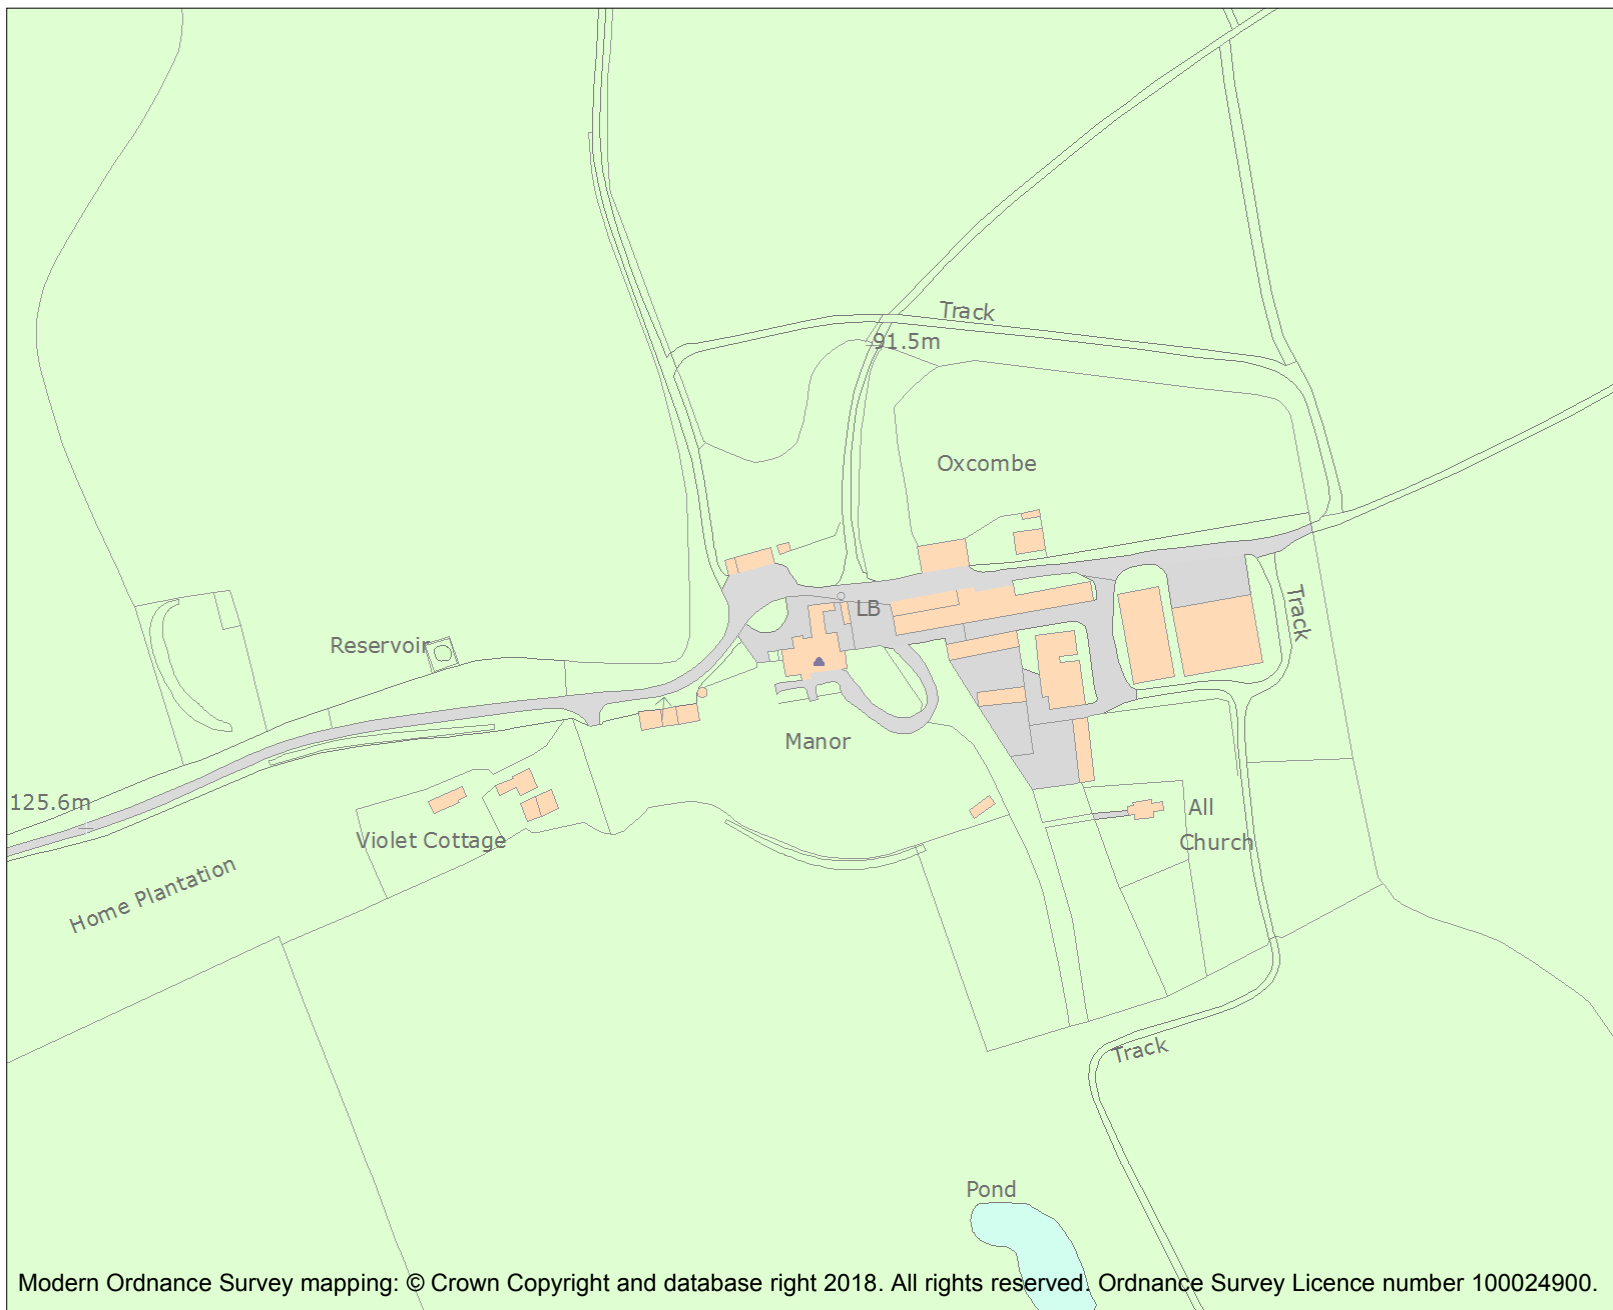 Track
91.5m
Oxcombe
LB
Track
Reservoir
Manor
125.6m
All
Church
Violet Cottage
Home Plantation
Track
Pond
Modern Ordnance Survey mapping: © Crown Copyright and database right 2018. All rights reserved. Ordnance Survey Licence number 100024900.